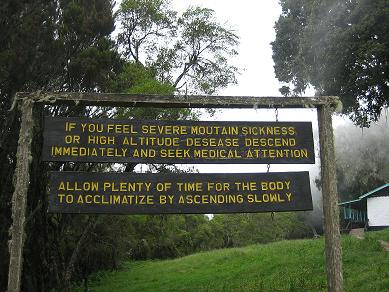 IF YOU FEEL SEVERE MOUTAIN SICKNESS
OR HIGH ALTITUDE DESEASE DESCEND
IMMEDIATELY AND SEEK MEDICAL ATTENTION
ALLOW PLENTY OF TIME FOR THE BODY
TO ACCLIMATIZE BY ASCENDING SLOWLY